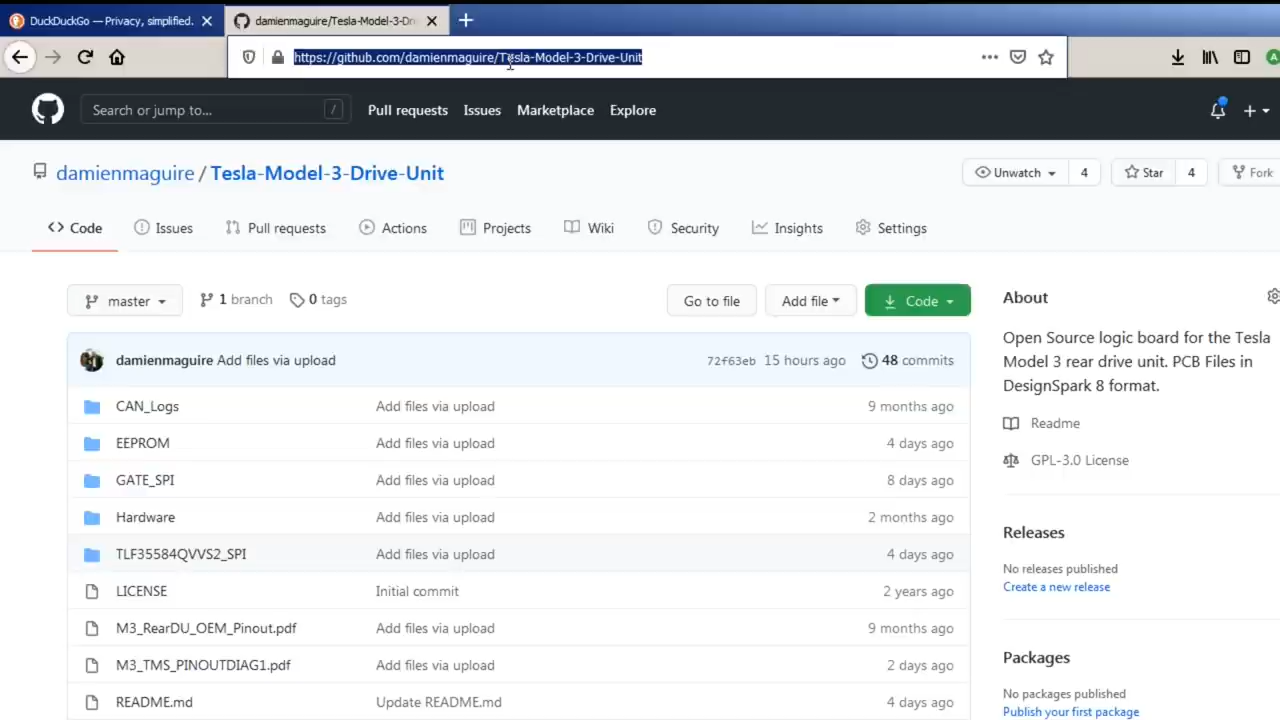 DuckDuckGo — Privacy, simplified.
damienmaguire/Tesla-Model-3-Dr
https://github.com/damienmaguire/Tesla-Model-3-Drive-Unit
A
Search or jump to...
/
Pull requests
Issues
Marketplace
Explore
damienmaguire / Tesla-Model-3-Drive-Unit
Unwatch 4
Star 4
Fork
Code
Issues
Pull requests
Actions
Projects
Wiki
Security
Insights
Settings
master
1 branch
0 tags
Go to file
Add file
Code
damienmaguire Add files via upload 72f63eb 15 hours ago 48 commits
CAN_Logs Add files via upload 9 months ago
EEPROM Add files via upload 4 days ago
GATE_SPI Add files via upload 8 days ago
Hardware Add files via upload 2 months ago
TLF35584QVVS2_SPI Add files via upload 4 days ago
LICENSE Initial commit 2 years ago
M3_RearDU_OEM_Pinout.pdf Add files via upload 9 months ago
M3_TMS_PINOUTDIAG1.pdf Add files via upload 2 days ago
README.md Update README.md 4 days ago
About
Open Source logic board for the Tesla
Model 3 rear drive unit. PCB Files in
DesignSpark 8 format.
Readme
GPL-3.0 License
Releases
No releases published
Create a new release
Packages
No packages published
Publish your first package